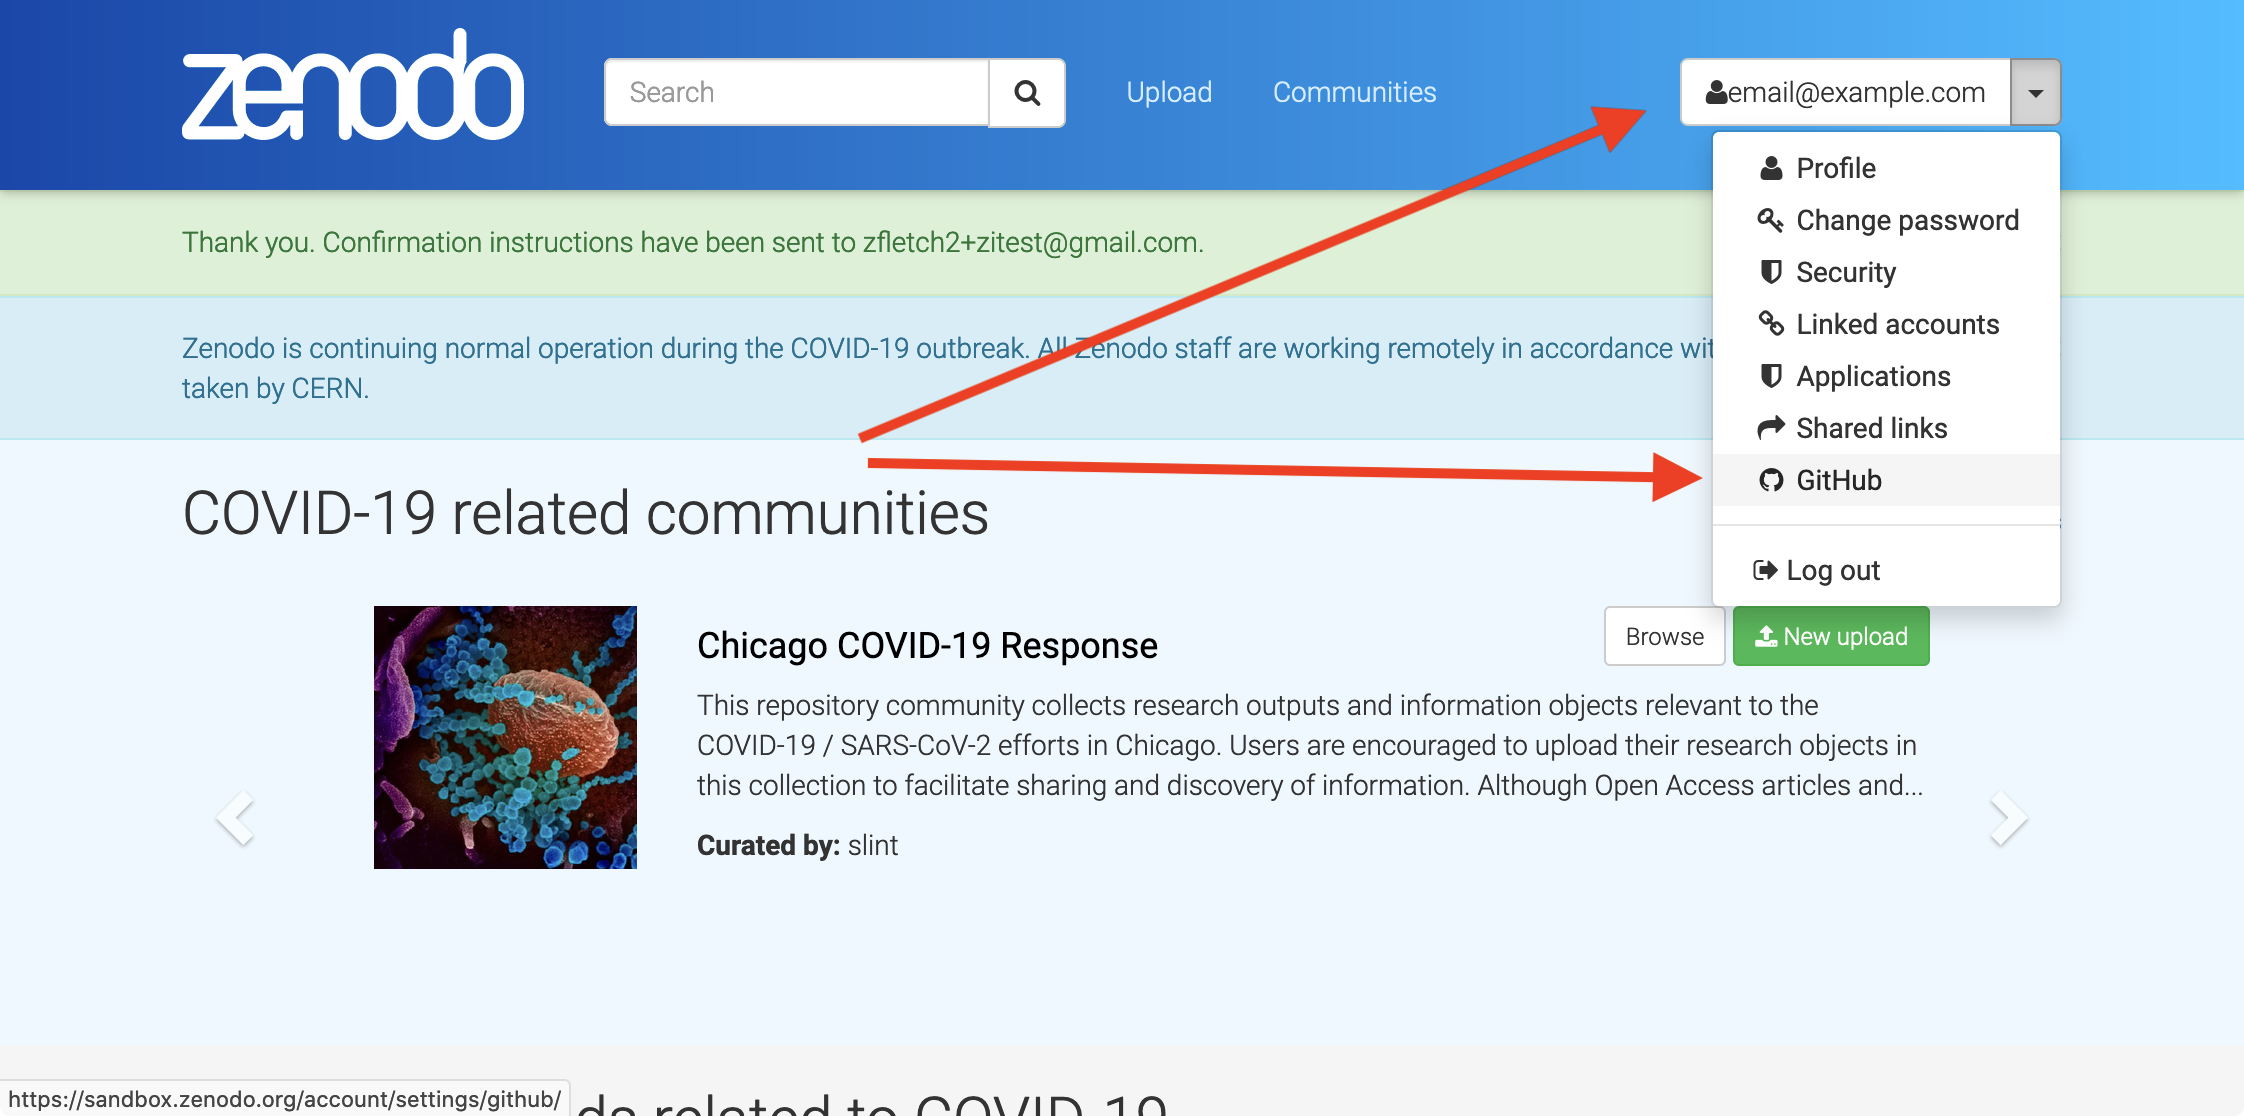 zenodo
Search
Upload
Communities
email@example.com
Profile
Change password
Security
Linked accounts
Applications
Shared links
GitHub
Log out
Thank you. Confirmation instructions have been sent to zfletch2+zitest@gmail.com.
Zenodo is continuing normal operation during the COVID-19 outbreak. All Zenodo staff are working remotely in accordance
taken by CERN.
COVID-19 related communities
Chicago COVID-19 Response
Browse
New upload
This repository community collects research outputs and information objects relevant to the
COVID-19 / SARS-CoV-2 efforts in Chicago. Users are encouraged to upload their research objects in
this collection to facilitate sharing and discovery of information. Although Open Access articles and...
Curated by: slint
related to COVID-19
https://sandbox.zenodo.org/account/settings/github/